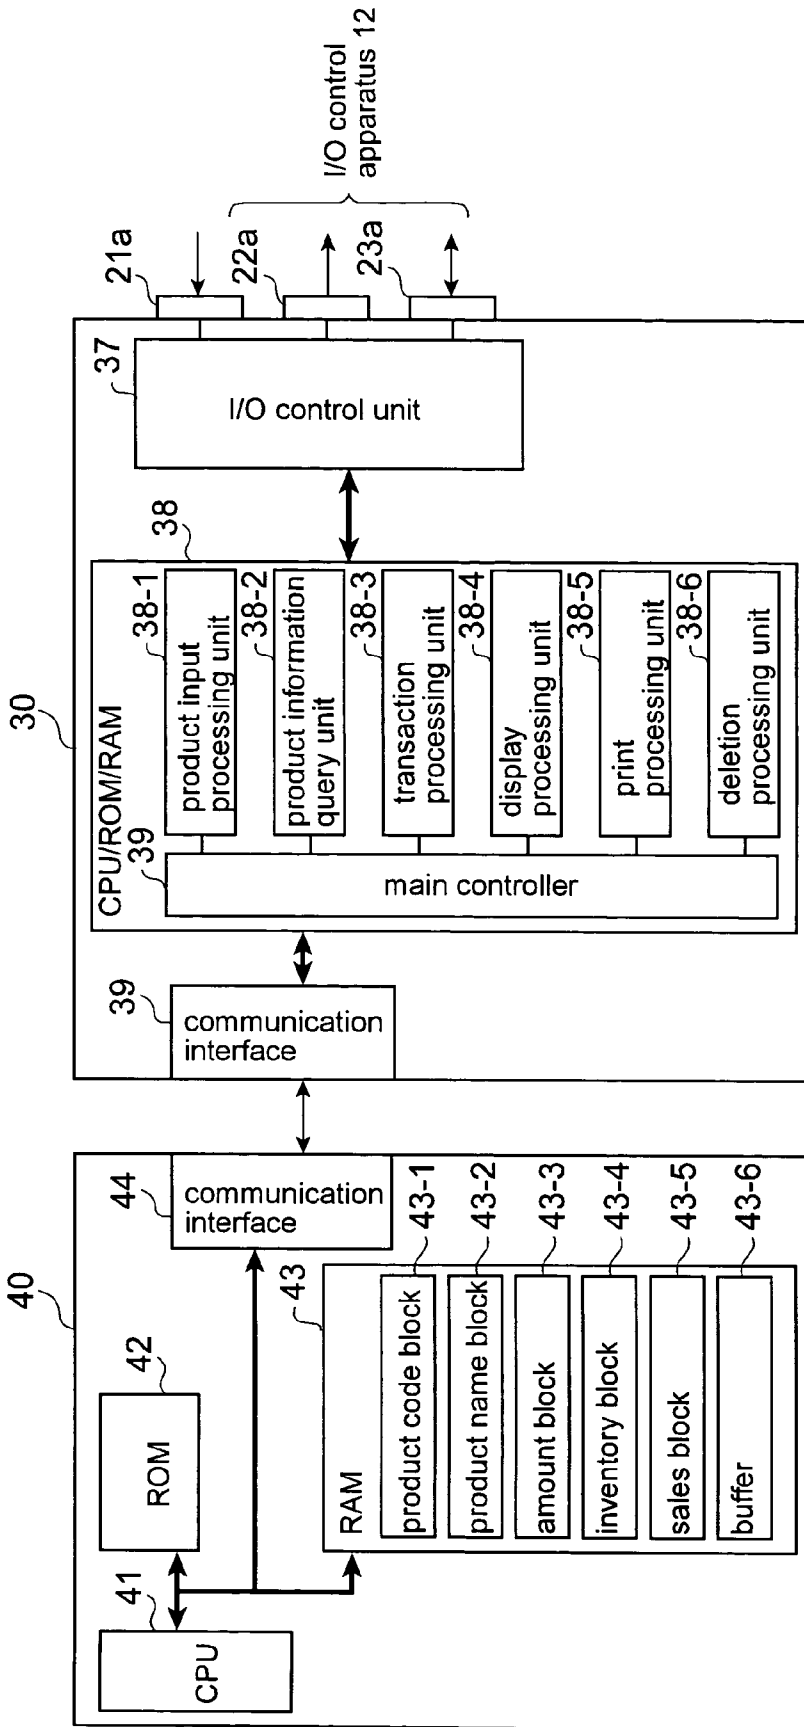 40
41
CPU
42
ROM
44
communication
interface
43
RAM
product code block
43-1
product name block
43-2
amount block
43-3
inventory block
43-4
sales block
43-5
buffer
43-6
30
39
communication
interface
CPU/ROM/RAM
38
39
main controller
38-1
product input
processing unit
38-2
product information
query unit
38-3
transaction
processing unit
38-4
display
processing unit
38-5
print
processing unit
38-6
deletion
processing unit
37
I/O control unit
21a
22a
23a
I/O control
apparatus 12